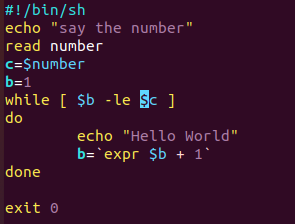 #!/bin/sh
echo "say the number"
read number
c=$number
b=1
while [ $b -le $c ]
do
        echo "Hello World"
        b=`expr $b + 1`
done

exit 0